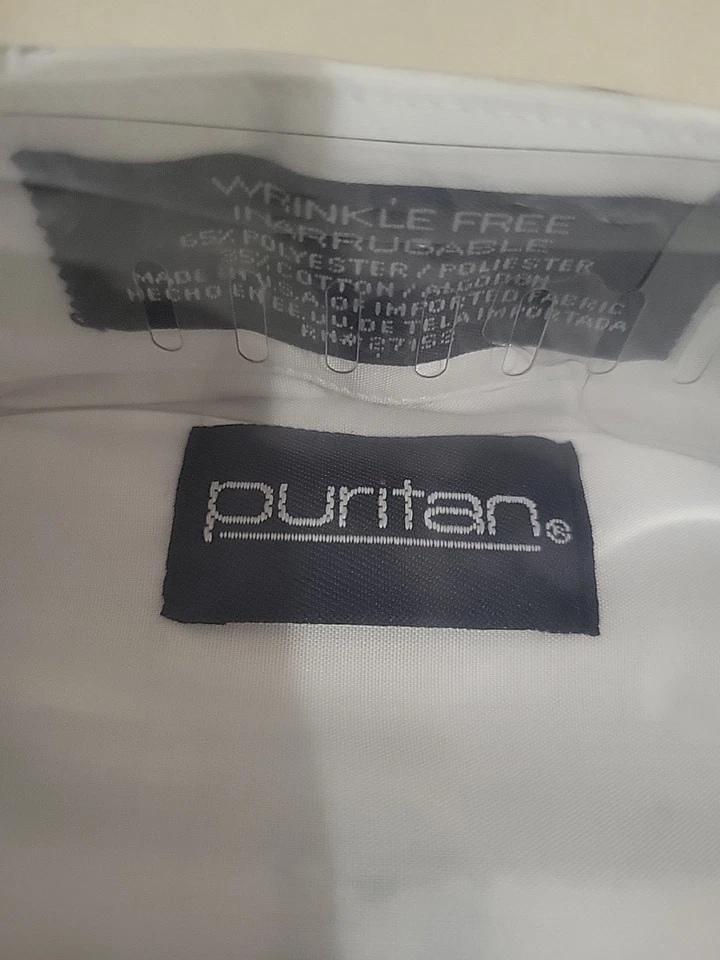 WRINKLE FREE
INARRUGABLE
65% POLYESTER / POLIESTER
35% COTTON / ALGODON
MADE IN U.S.A. OF IMPORTED FABRIC
HECHO EN EE.UU. DE TELA IMPORTADA
RN#
puritan®